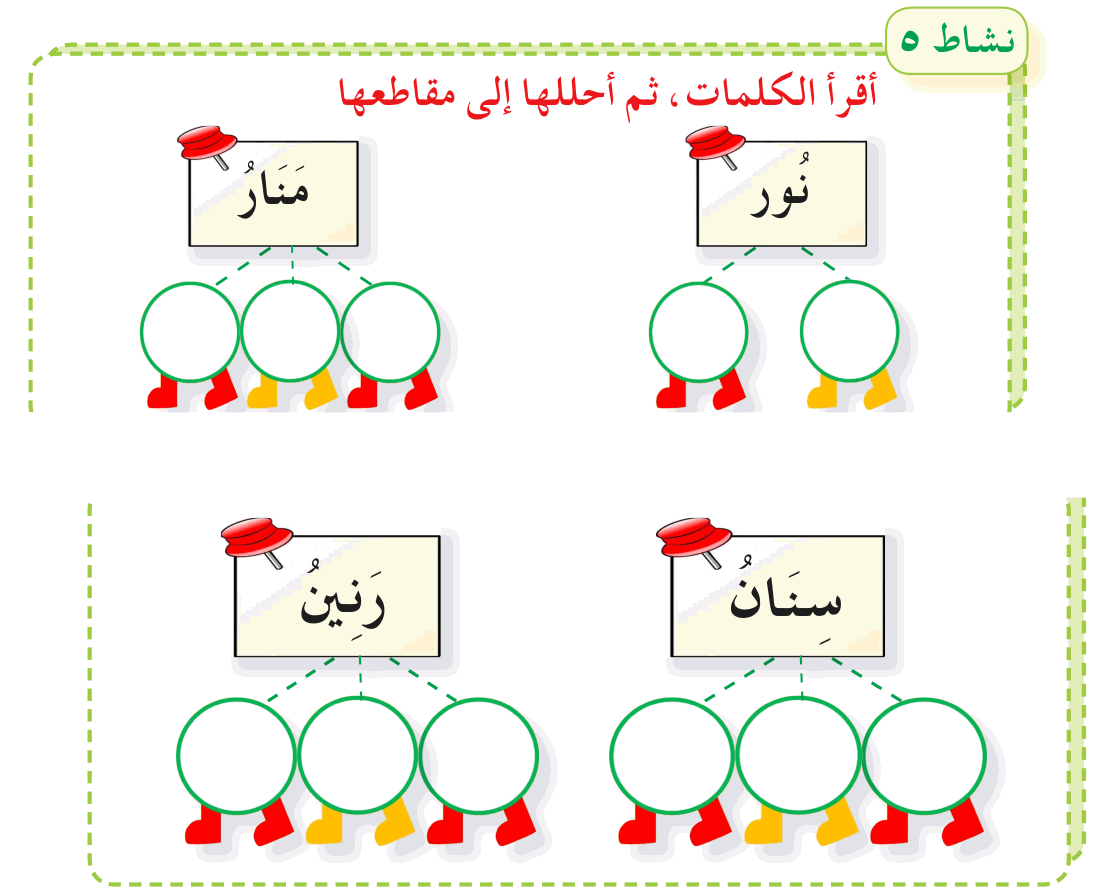 نشاط ٥
أقرأ الكلمات، ثم أحللها إلى مقاطعها
نُور
مَنَارُ
سِنَانُ
رَنِينُ